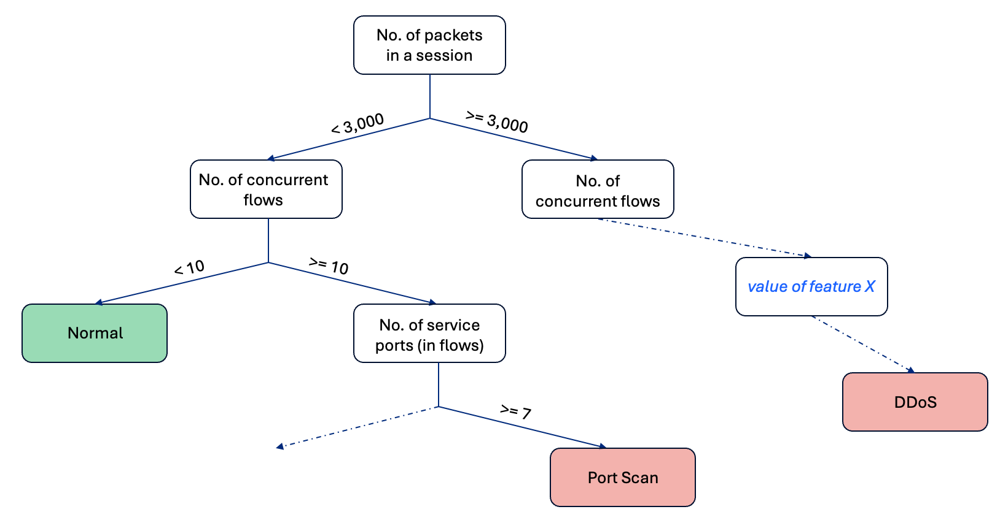 No. of packets
in a session
< 3,000
>= 3,000
No. of concurrent
flows
No. of
concurrent flows
< 10
>= 10
value of feature X
Normal
No. of service
ports (in flows)
DDoS
>= 7
Port Scan